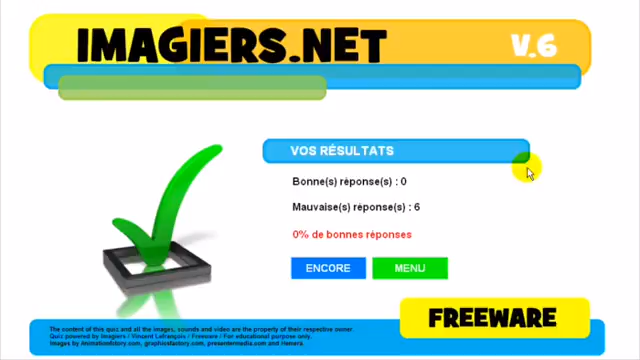 IMAGIERS.NET
V.6
VOS RÉSULTATS
Bonne(s) réponse(s) : 0
Mauvaise(s) réponse(s) : 6
0% de bonnes réponses
ENCORE
MENU
FREEWARE
The content of this quiz and all the images, sounds and video are the property of their respective owner
Quiz powered by Imagiers / Vincent Lefrançois / Freeware / For educational purpose only.
Images by Animationfstory.com, graphicsfactory.com, presentermedia.com and Hemera.